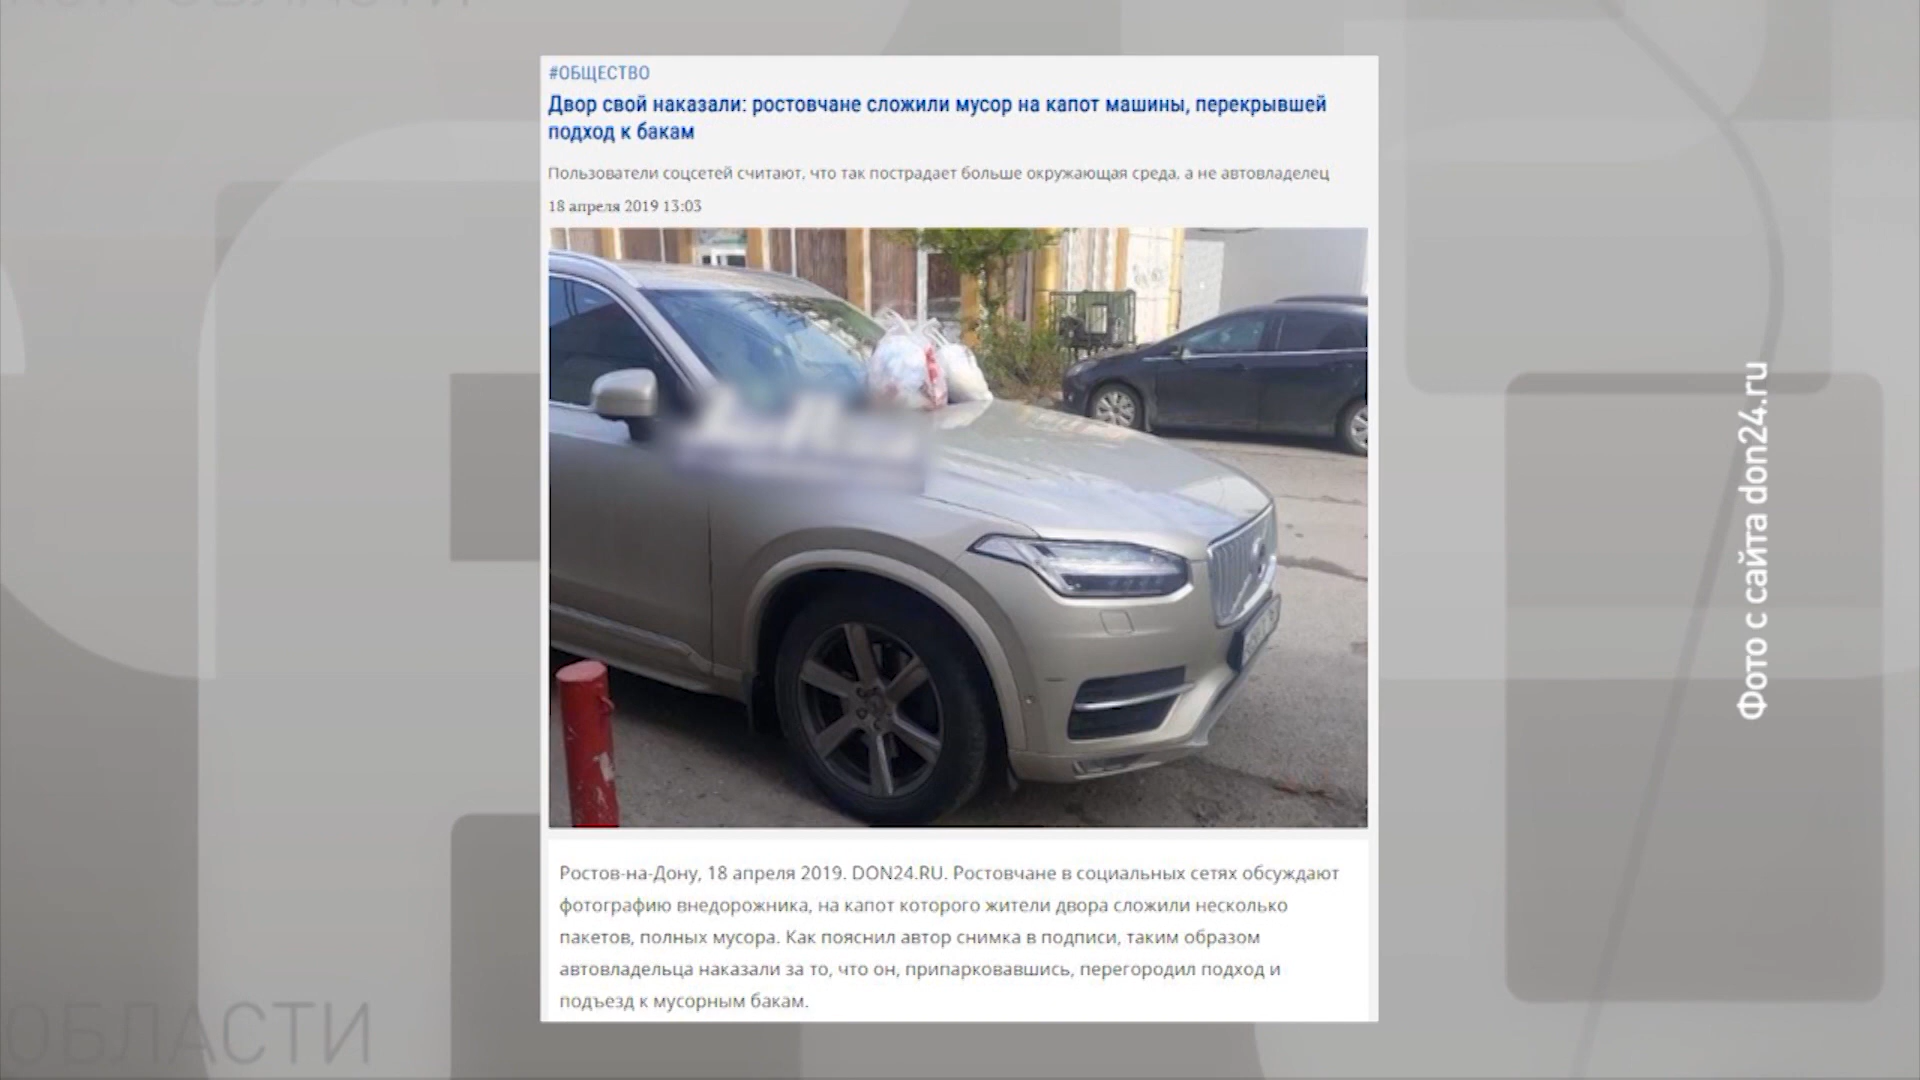 #ОБЩЕСТВО
Двор свой наказали: ростовчане сложили мусор на капот машины, перекрывшей
подход к бакам
Пользователи соцсетей считают, что так пострадает больше окружающая среда, а не автовладелец
18 апреля 2019 13:03
Ростов-на-Дону, 18 апреля 2019. DON24.RU. Ростовчане в социальных сетях обсуждают
фотографию внедорожника, на капот которого жители двора сложили несколько
пакетов, полных мусора. Как пояснил автор снимка в подписи, таким образом
автовладельца наказали за то, что он, припарковавшись, перегородил подход и
подъезд к мусорным бакам.
Фото с сайта don24.ru
ОБЛАСТИ